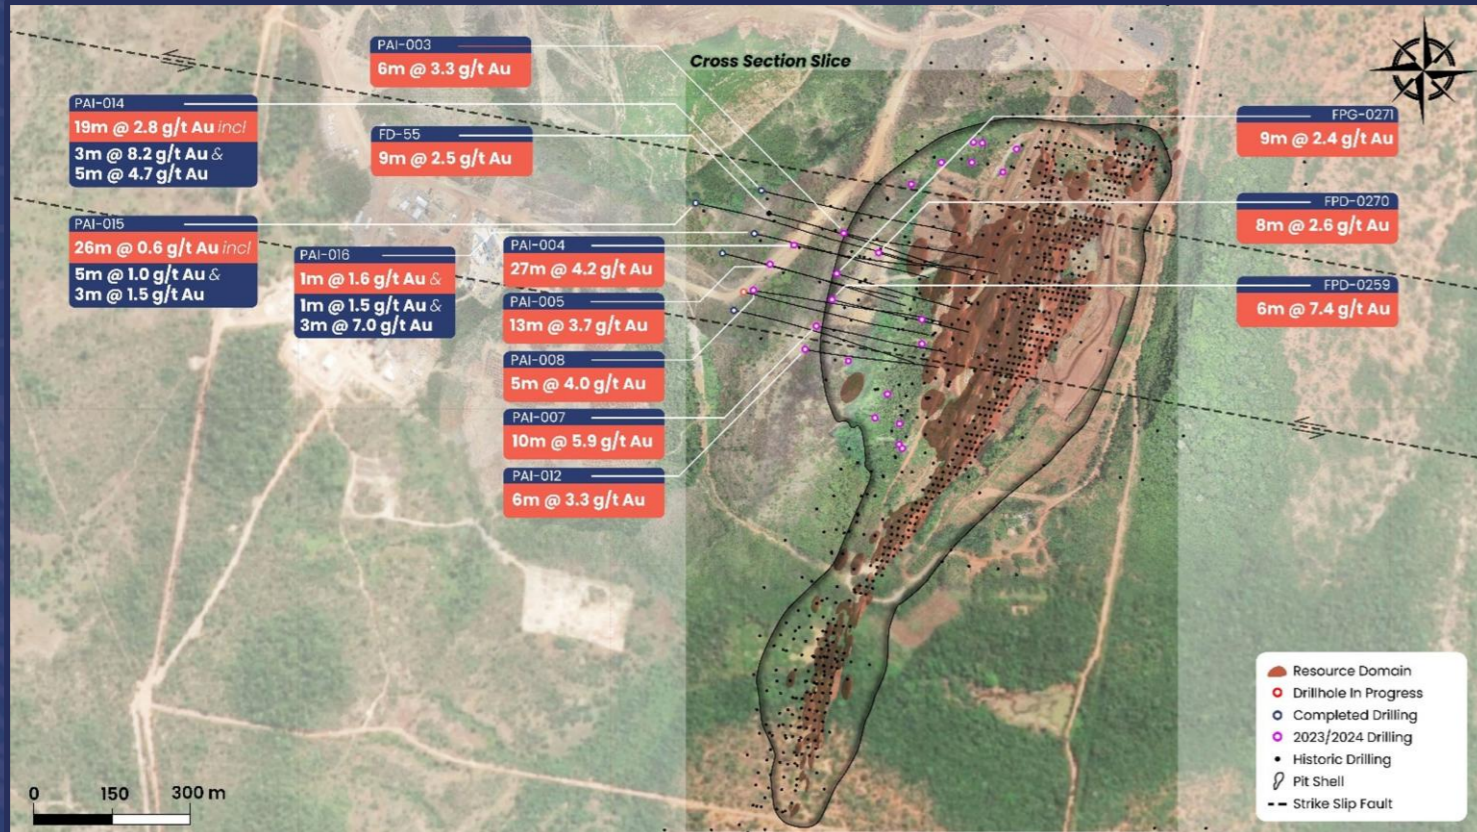 PAI-003
6m @ 3.3 g/t Au
Cross Section Slice
PAI-014
19m @ 2.8 g/t Au incl
3m @ 8.2 g/t Au &
5m @ 4.7 g/t Au
FD-55
9m @ 2.5 g/t Au
FPG-0271
9m @ 2.4 g/t Au
FPD-0270
8m @ 2.6 g/t Au
PAI-015
26m @ 0.6 g/t Au incl
5m @ 1.0 g/t Au &
3m @ 1.5 g/t Au
PAI-016
1m @ 1.6 g/t Au &
1m @ 1.5 g/t Au &
3m @ 7.0 g/t Au
PAI-004
27m @ 4.2 g/t Au
FPD-0259
6m @ 7.4 g/t Au
PAI-005
13m @ 3.7 g/t Au
PAI-008
5m @ 4.0 g/t Au
PAI-007
10m @ 5.9 g/t Au
PAI-012
6m @ 3.3 g/t Au
Resource Domain
Drillhole In Progress
Completed Drilling
2023/2024 Drilling
Historic Drilling
Pit Shell
Strike Slip Fault
0 150 300 m